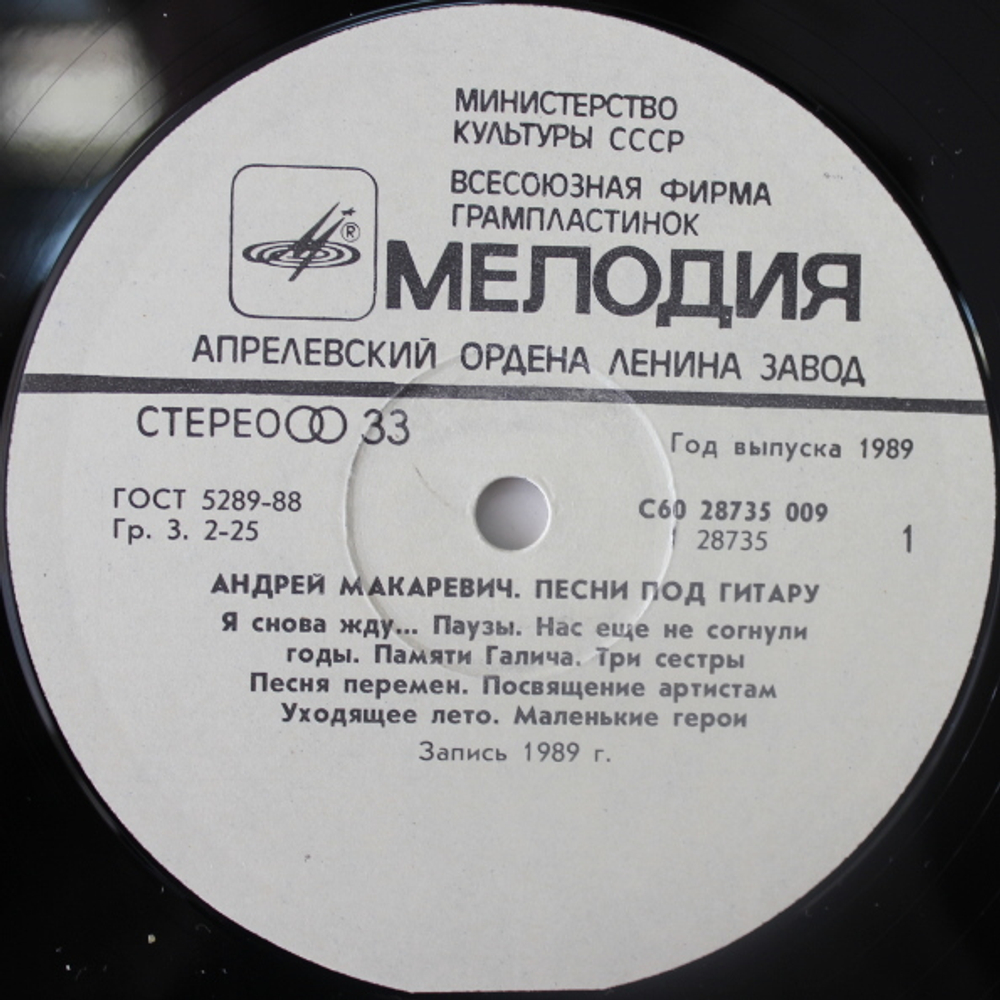 МИНИСТЕРСТВО
КУЛЬТУРЫ СССР
ВСЕСОЮЗНАЯ ФИРМА
ГРАМПЛАСТИНОК
®
МЕЛОДИЯ
АПРЕЛЕВСКИЙ ОРДЕНА ЛЕНИНА ЗАВОД
СТЕРЕО 33
Год выпуска 1989
ГОСТ 5289-88
Гр. 3. 2-25
С60 28735 009
28735
1
АНДРЕЙ МАКАРЕВИЧ. ПЕСНИ ПОД ГИТАРУ
Я снова жду... Паузы. Нас еще не согнули
годы. Памяти Галича. Три сестры
Песня перемен. Посвящение артистам
Уходящее лето. Маленькие герои
Запись 1989 г.